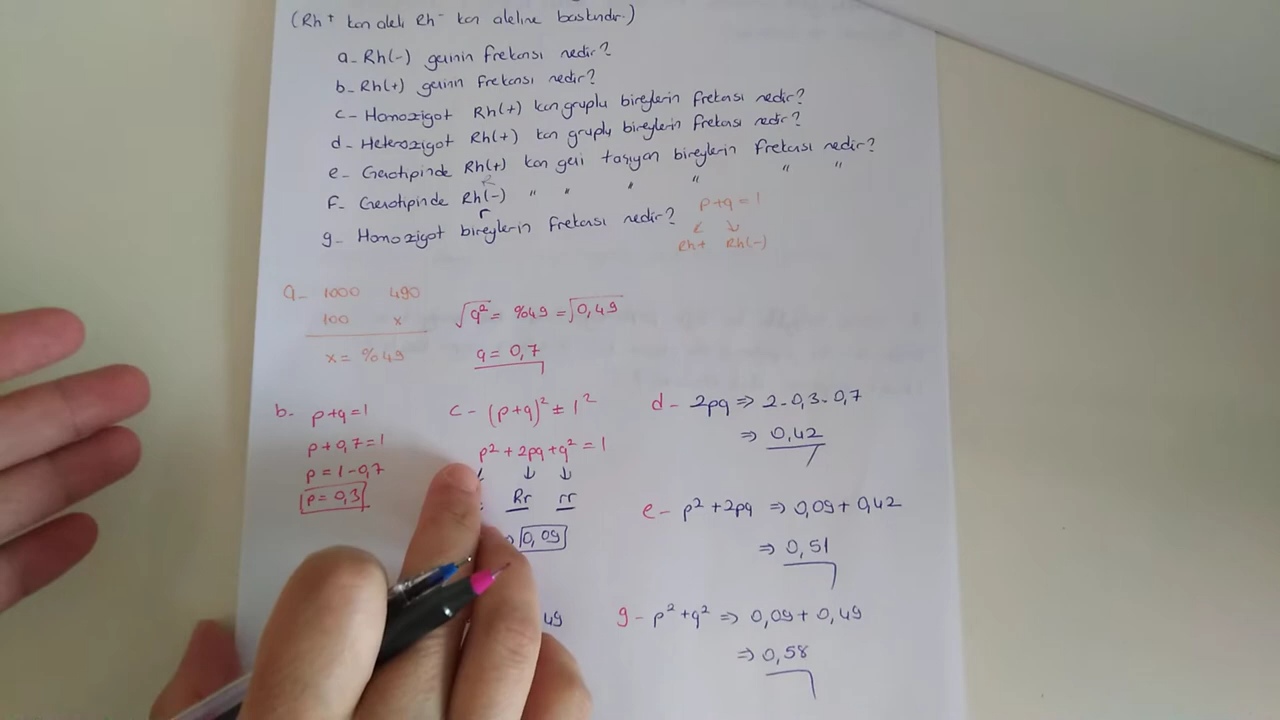 (Rh⁺ kan aleli Rh⁻ kan aleline baskındır.)
a- Rh(-) geninin frekansı nedir?
b- Rh(+) geninin frekansı nedir?
c- Homozigot Rh(+) kan gruplu bireylerin frekansı nedir?
d- Heterozigot Rh(+) kan gruplu bireylerin frekansı nedir?
e- Genotipinde Rh(+) kan geni taşıyan bireylerin frekansı nedir?
R
f- Genotipinde Rh(-) " " " " " "
r
g- Homozigot bireylerin frekansı nedir?
p+q=1
Rh+ Rh(-)
a- 1000 490
100 x
x = %49
√q² = %49 = √0,49
q = 0,7
b- p+q=1
p+0,7=1
p=1-0,7
p=0,3
c- (p+q)² = 1²
p² + 2pq + q² = 1
↓ ↓
Rr rr
0,09
d- 2pq ⇒ 2.0,3.0,7
⇒ 0,42
e- p²+2pq ⇒ 0,09+0,42
⇒ 0,51
49
g- p²+q² ⇒ 0,09+0,49
⇒ 0,58